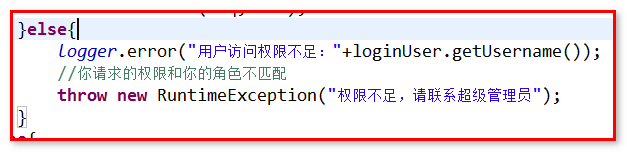 }else{
logger.error("用户访问权限不足："+loginUser.getUsername());
//你请求的权限和你的角色不匹配
throw new RuntimeException("权限不足，请联系超级管理员");
}